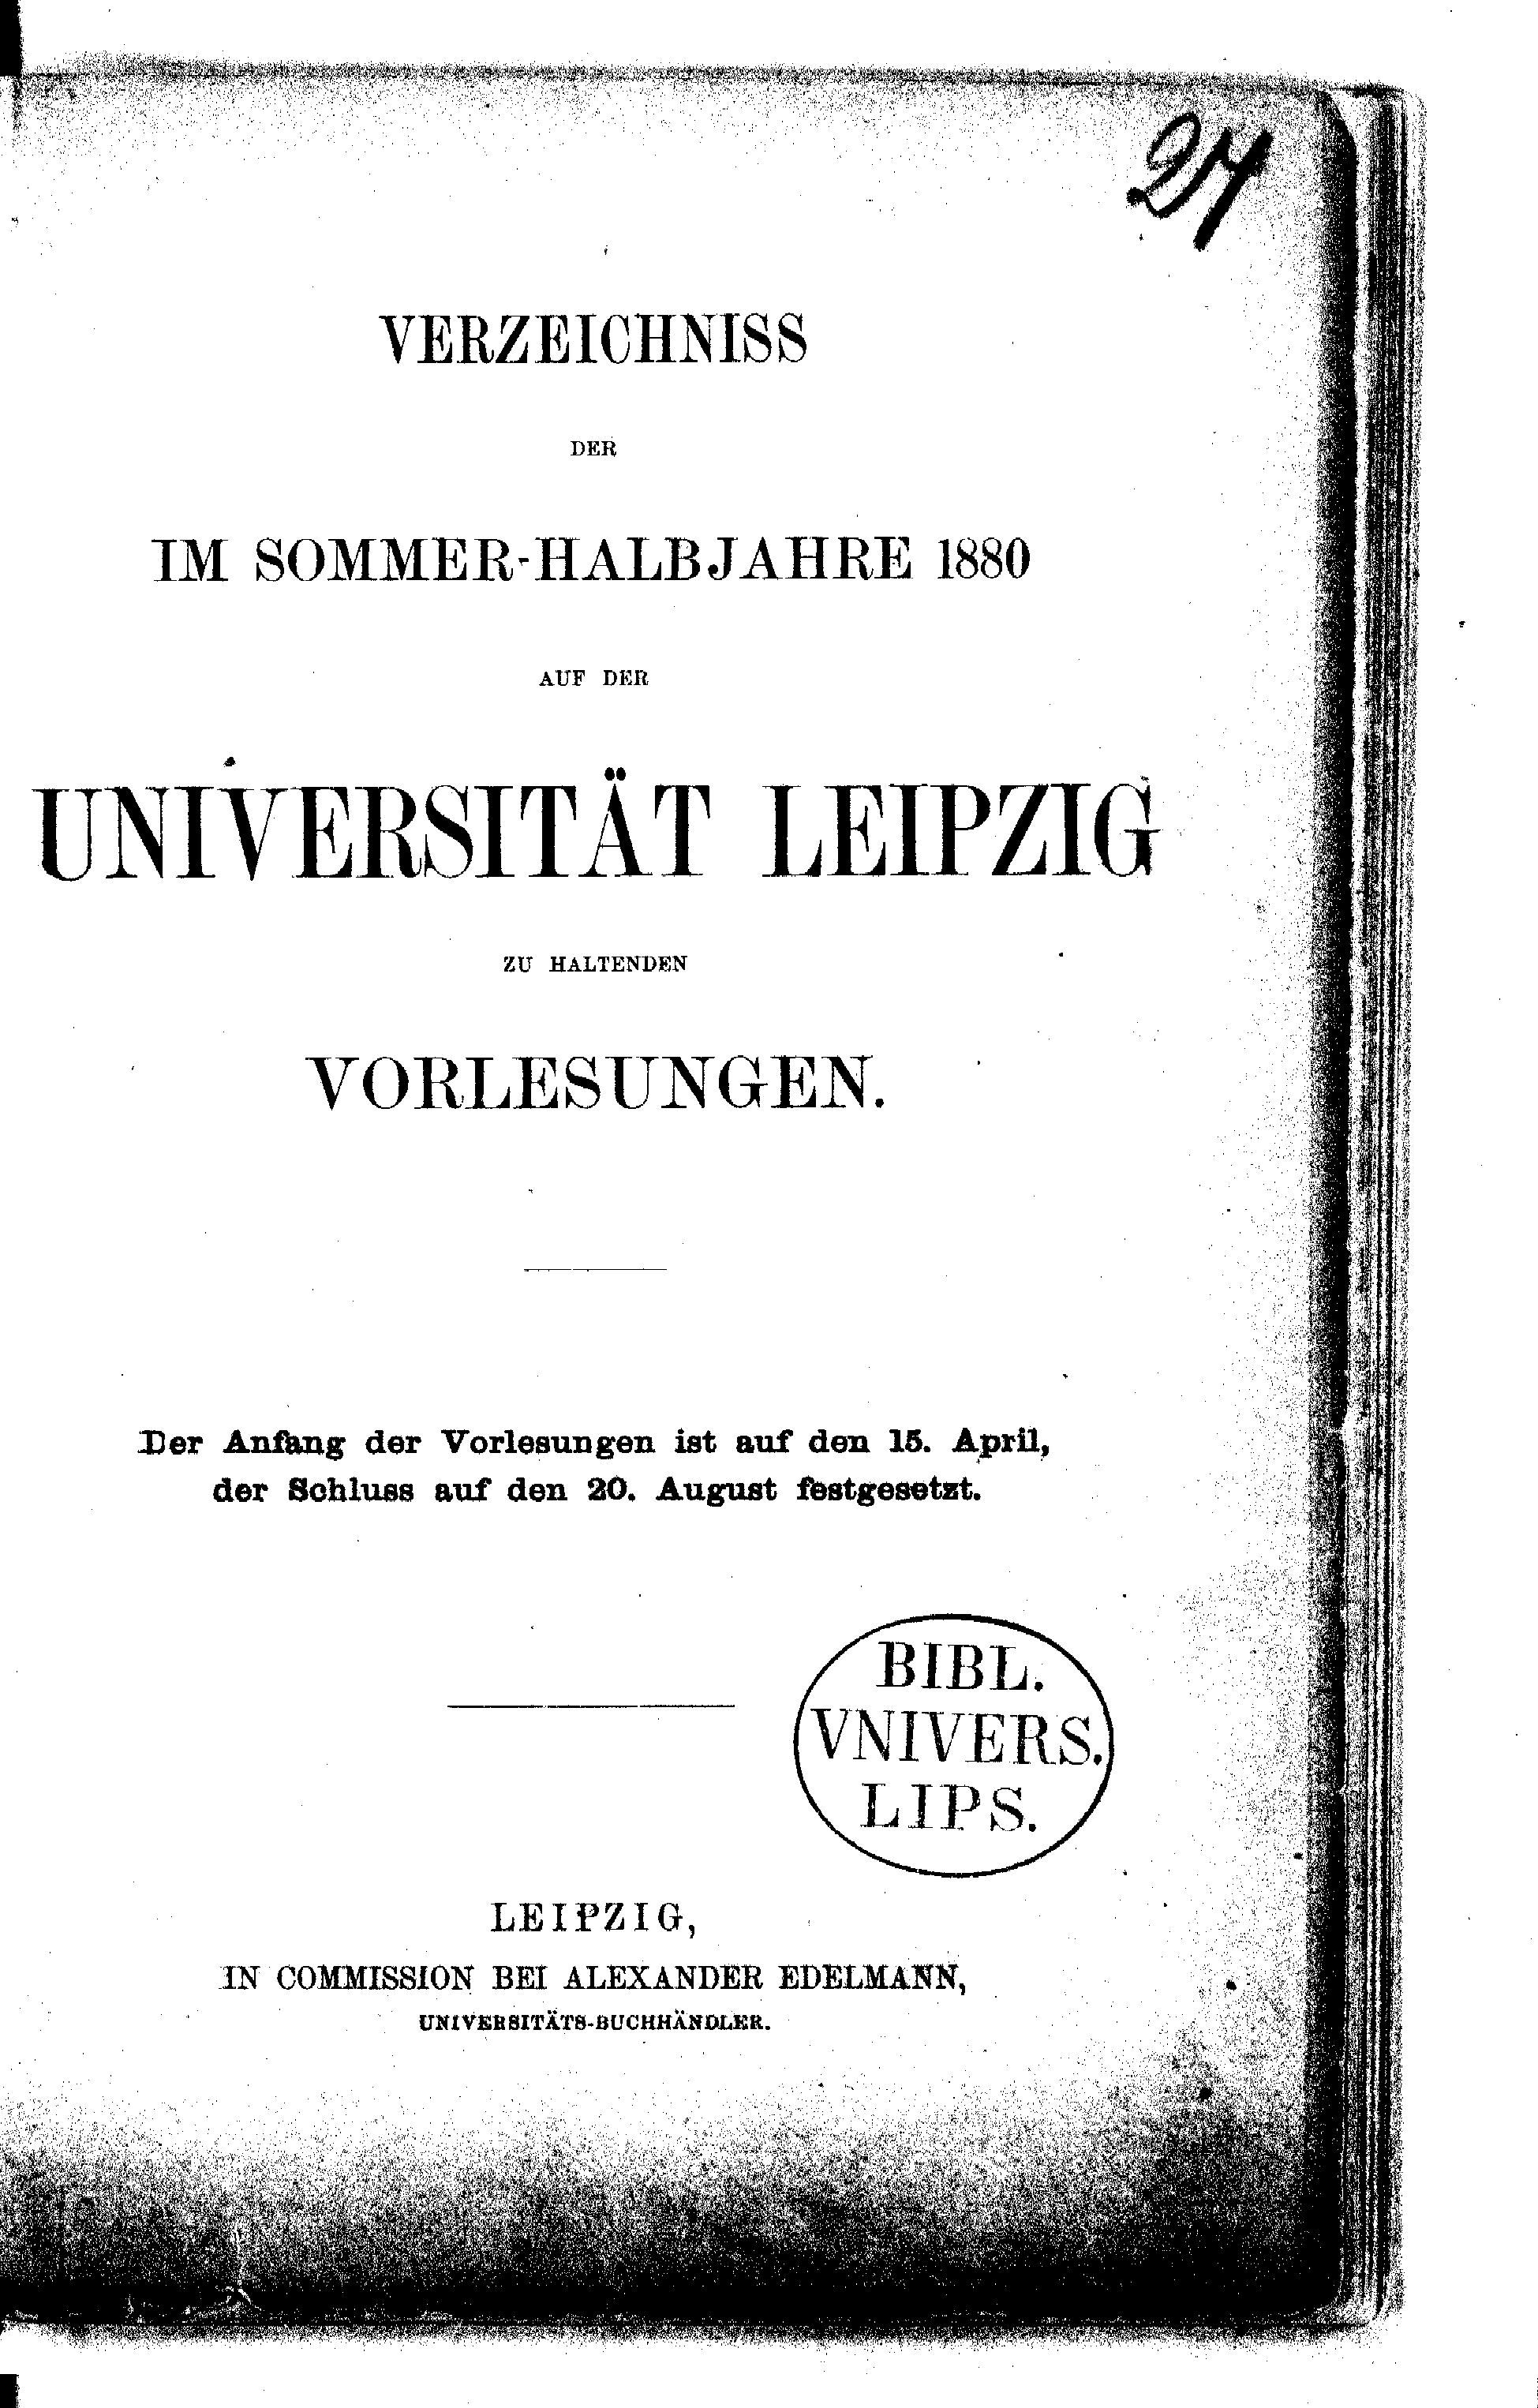 27
VERZEICHNISS
DER
IM SOMMER-HALBJAHRE 1880
AUF DER
UNIVERSITÄT LEIPZIG
ZU HALTENDEN
VORLESUNGEN.
Der Anfang der Vorlesungen ist auf den 15. April,
der Schluss auf den 20. August festgesetzt.
BIBL.
VNIVERS.
LIPS.
LEIPZIG,
IN COMMISSION BEI ALEXANDER EDELMANN,
UNIVERSITÄTS-BUCHHÄNDLER.